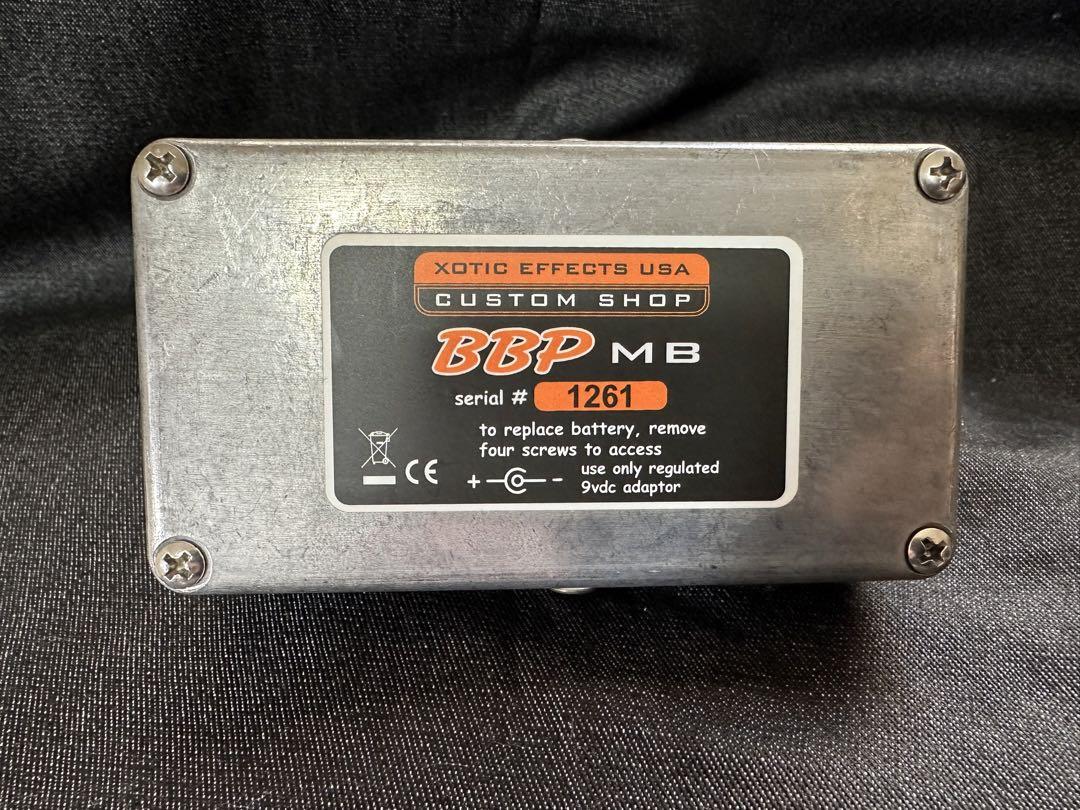 XOTIC EFFECTS USA
CUSTOM SHOP
BBP MB
serial # 1261
to replace battery, remove
four screws to access
use only regulated
9vdc adaptor
CE
+ -